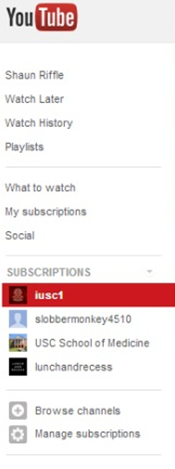 YouTube
Shaun Riffle
Watch Later
Watch History
Playlists
What to watch
My subscriptions
Social
SUBSCRIPTIONS
iusc1
slobbermonkey4510
USC School of Medicine
lunchandrecess
Browse channels
Manage subscriptions